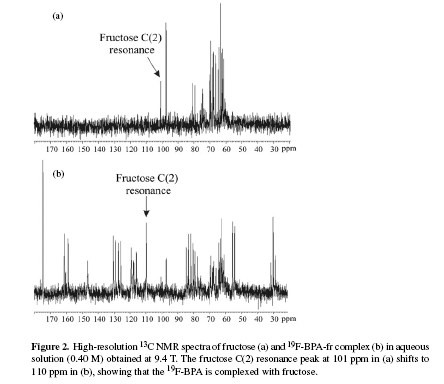 (a)
Fructose C(2)
resonance
170 160 150 140 130 120 110 100 90 80 70 60 50 40 30 ppm
(b)
Fructose C(2)
resonance
170 160 150 140 130 120 110 100 90 80 70 60 50 40 30 ppm
Figure 2. High-resolution ¹³C NMR spectra of fructose (a) and ¹⁹F-BPA-fr complex (b) in aqueous
solution (0.40 M) obtained at 9.4 T. The fructose C(2) resonance peak at 101 ppm in (a) shifts to
110 ppm in (b), showing that the ¹⁹F-BPA is complexed with fructose.